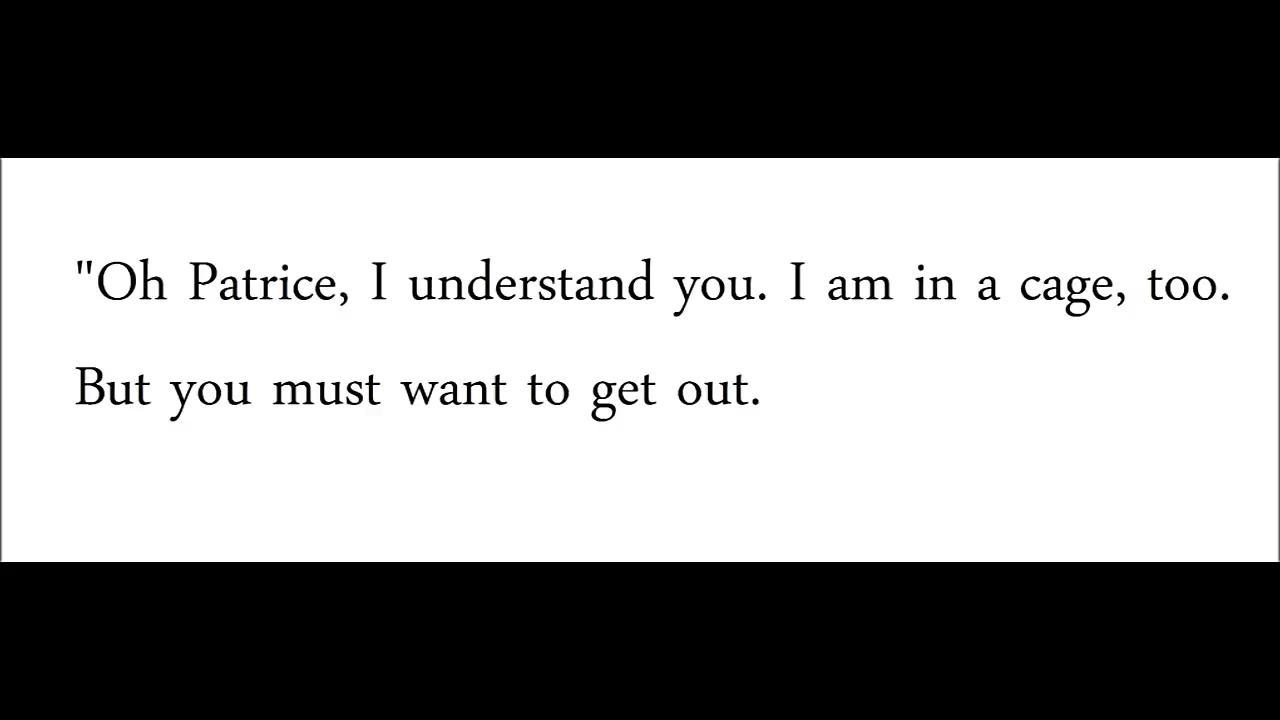 "Oh Patrice, I understand you. I am in a cage, too.
But you must want to get out.